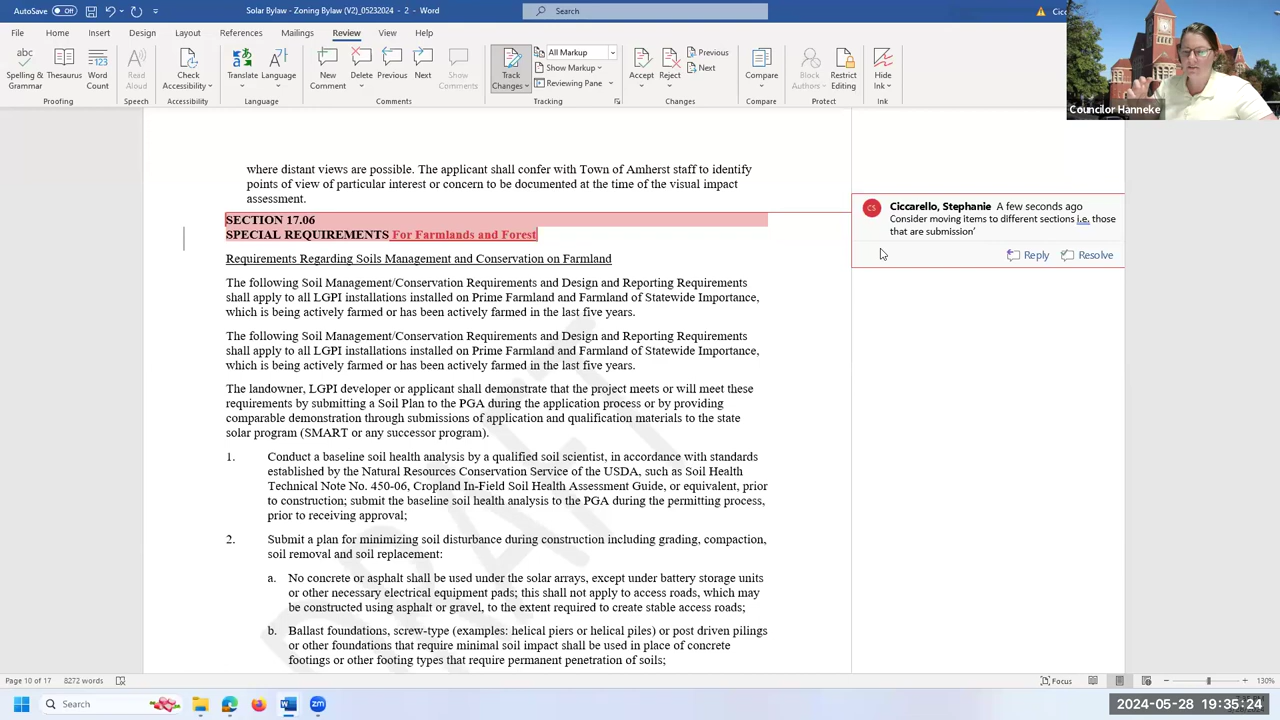 AutoSave Off Solar Bylaw - Zoning Bylaw (V2)_05232024 - 2 - Word Search Cicc
File Home Insert Draw Design Layout References Mailings Review View Help
Spelling & Grammar Thesaurus Word Count Read Aloud Check Accessibility Translate Language New Comment Delete Previous Next Show Comments Track Changes All Markup Show Markup Reviewing Pane Accept Reject Previous Next Compare Block Authors Restrict Editing Hide Ink
Proofing Speech Accessibility Language Comments Tracking Changes Compare Protect Ink
Councilor Hanneke
where distant views are possible. The applicant shall confer with Town of Amherst staff to identify
points of view of particular interest or concern to be documented at the time of the visual impact
assessment.
SECTION 17.06
SPECIAL REQUIREMENTS For Farmlands and Forest
Requirements Regarding Soils Management and Conservation on Farmland
The following Soil Management/Conservation Requirements and Design and Reporting Requirements
shall apply to all LGPI installations installed on Prime Farmland and Farmland of Statewide Importance,
which is being actively farmed or has been actively farmed in the last five years.
The following Soil Management/Conservation Requirements and Design and Reporting Requirements
shall apply to all LGPI installations installed on Prime Farmland and Farmland of Statewide Importance,
which is being actively farmed or has been actively farmed in the last five years.
The landowner, LGPI developer or applicant shall demonstrate that the project meets or will meet these
requirements by submitting a Soil Plan to the PGA during the application process or by providing
comparable demonstration through submissions of application and qualification materials to the state
solar program (SMART or any successor program).
1. Conduct a baseline soil health analysis by a qualified soil scientist, in accordance with standards
established by the Natural Resources Conservation Service of the USDA, such as Soil Health
Technical Note No. 450-06, Cropland In-Field Soil Health Assessment Guide, or equivalent, prior
to construction; submit the baseline soil health analysis to the PGA during the permitting process,
prior to receiving approval;
2. Submit a plan for minimizing soil disturbance during construction including grading, compaction,
soil removal and soil replacement:
a. No concrete or asphalt shall be used under the solar arrays, except under battery storage units
or other necessary electrical equipment pads; this shall not apply to access roads, which may
be constructed using asphalt or gravel, to the extent required to create stable access roads;
b. Ballast foundations, screw-type (examples: helical piers or helical piles) or post driven pilings
or other foundations that require minimal soil impact shall be used in place of concrete
footings or other footing types that require permanent penetration of soils;
DRAFT
CS Ciccarello, Stephanie A few seconds ago
Consider moving items to different sections i.e. those
that are submission'
Reply Resolve
Page 10 of 17 8272 words Focus 130%
Search
2024-05-28 19:35:24